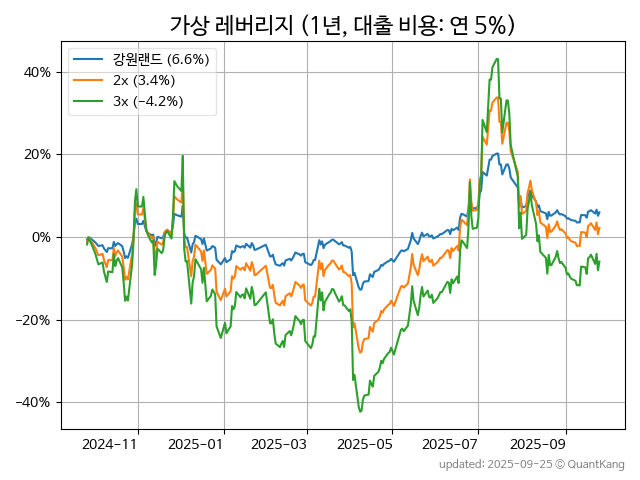 가상 레버리지 (1년, 대출 비용: 연 5%)
강원랜드 (6.6%)
2x (3.4%)
3x (−4.2%)
40%
20%
0%
−20%
−40%
2024-11 2025-01 2025-03 2025-05 2025-07 2025-09
updated: 2025-09-25 © QuantKang